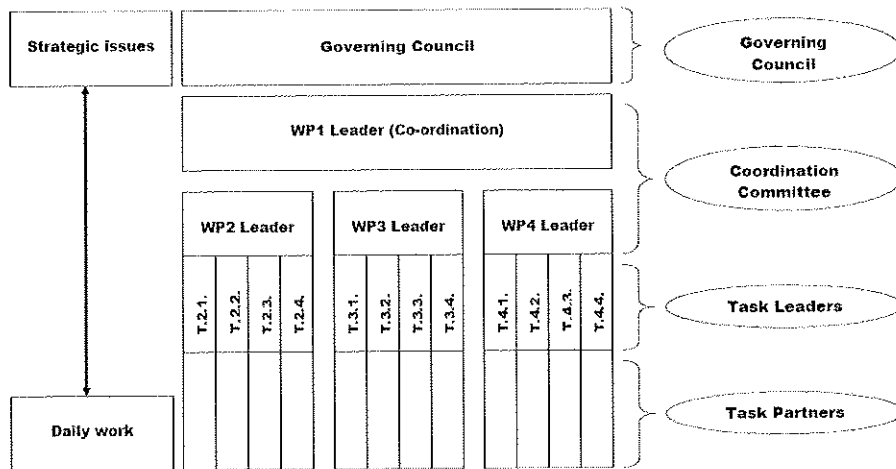 Strategic issues
Governing Council
Governing
Council
WP1 Leader (Co-ordination)
Coordination
Committee
WP2 Leader
WP3 Leader
WP4 Leader
T.2.1.
T.2.2.
T.2.3.
T.2.4.
T.3.1.
T.3.2.
T.3.3.
T.3.4.
T.4.1.
T.4.2.
T.4.3.
T.4.4.
Task Leaders
Daily work
Task Partners